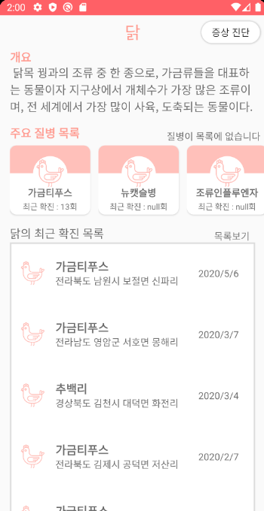 2:00
닭
증상 진단
개요
닭목 꿩과의 조류 중 한 종으로, 가금류들을 대표하
는 동물이자 지구상에서 개체수가 가장 많은 조류이
며, 전 세계에서 가장 많이 사육, 도축되는 동물이다.
주요 질병 목록
질병이 목록에 없습니다
가금티푸스
최근 확진 : 13회
뉴캣슬병
최근 확진 : null회
조류인플루엔자
최근 확진 : null회
닭의 최근 확진 목록
목록보기
가금티푸스
전라북도 남원시 보절면 신파리
2020/5/6
가금티푸스
전라남도 영암군 서호면 몽해리
2020/3/7
추백리
경상북도 김천시 대덕면 화전리
2020/3/4
가금티푸스
전라북도 김제시 공덕면 저산리
2020/2/7
가금티푸스